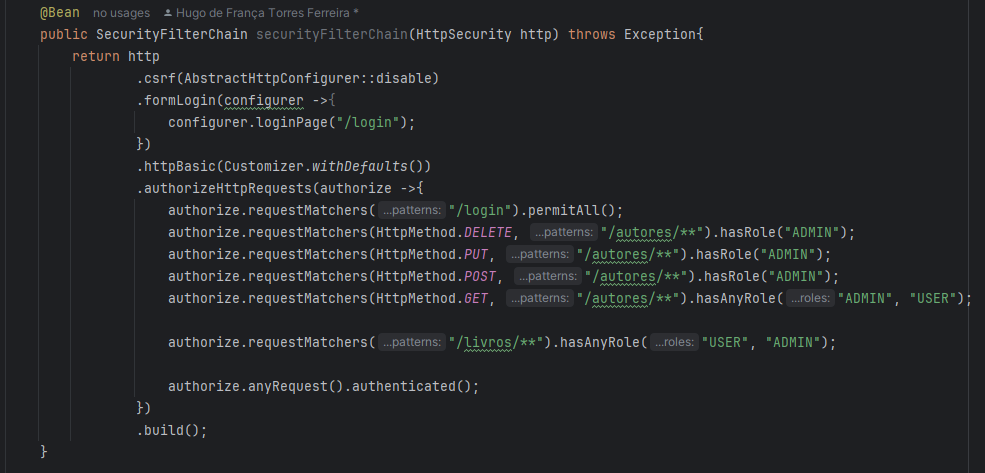 @Bean no usages Hugo de França Torres Ferreira *
public SecurityFilterChain securityFilterChain(HttpSecurity http) throws Exception{
return http
.csrf(AbstractHttpConfigurer::disable)
.formLogin(configurer ->{
configurer.loginPage("/login");
})
.httpBasic(Customizer.withDefaults())
.authorizeHttpRequests(authorize ->{
authorize.requestMatchers( ...patterns: "/login").permitAll();
authorize.requestMatchers(HttpMethod.DELETE, ...patterns: "/autores/**").hasRole("ADMIN");
authorize.requestMatchers(HttpMethod.PUT, ...patterns: "/autores/**").hasRole("ADMIN");
authorize.requestMatchers(HttpMethod.POST, ...patterns: "/autores/**").hasRole("ADMIN");
authorize.requestMatchers(HttpMethod.GET, ...patterns: "/autores/**").hasAnyRole( ...roles: "ADMIN", "USER");
authorize.requestMatchers( ...patterns: "/livros/**").hasAnyRole( ...roles: "USER", "ADMIN");
authorize.anyRequest().authenticated();
})
.build();
}